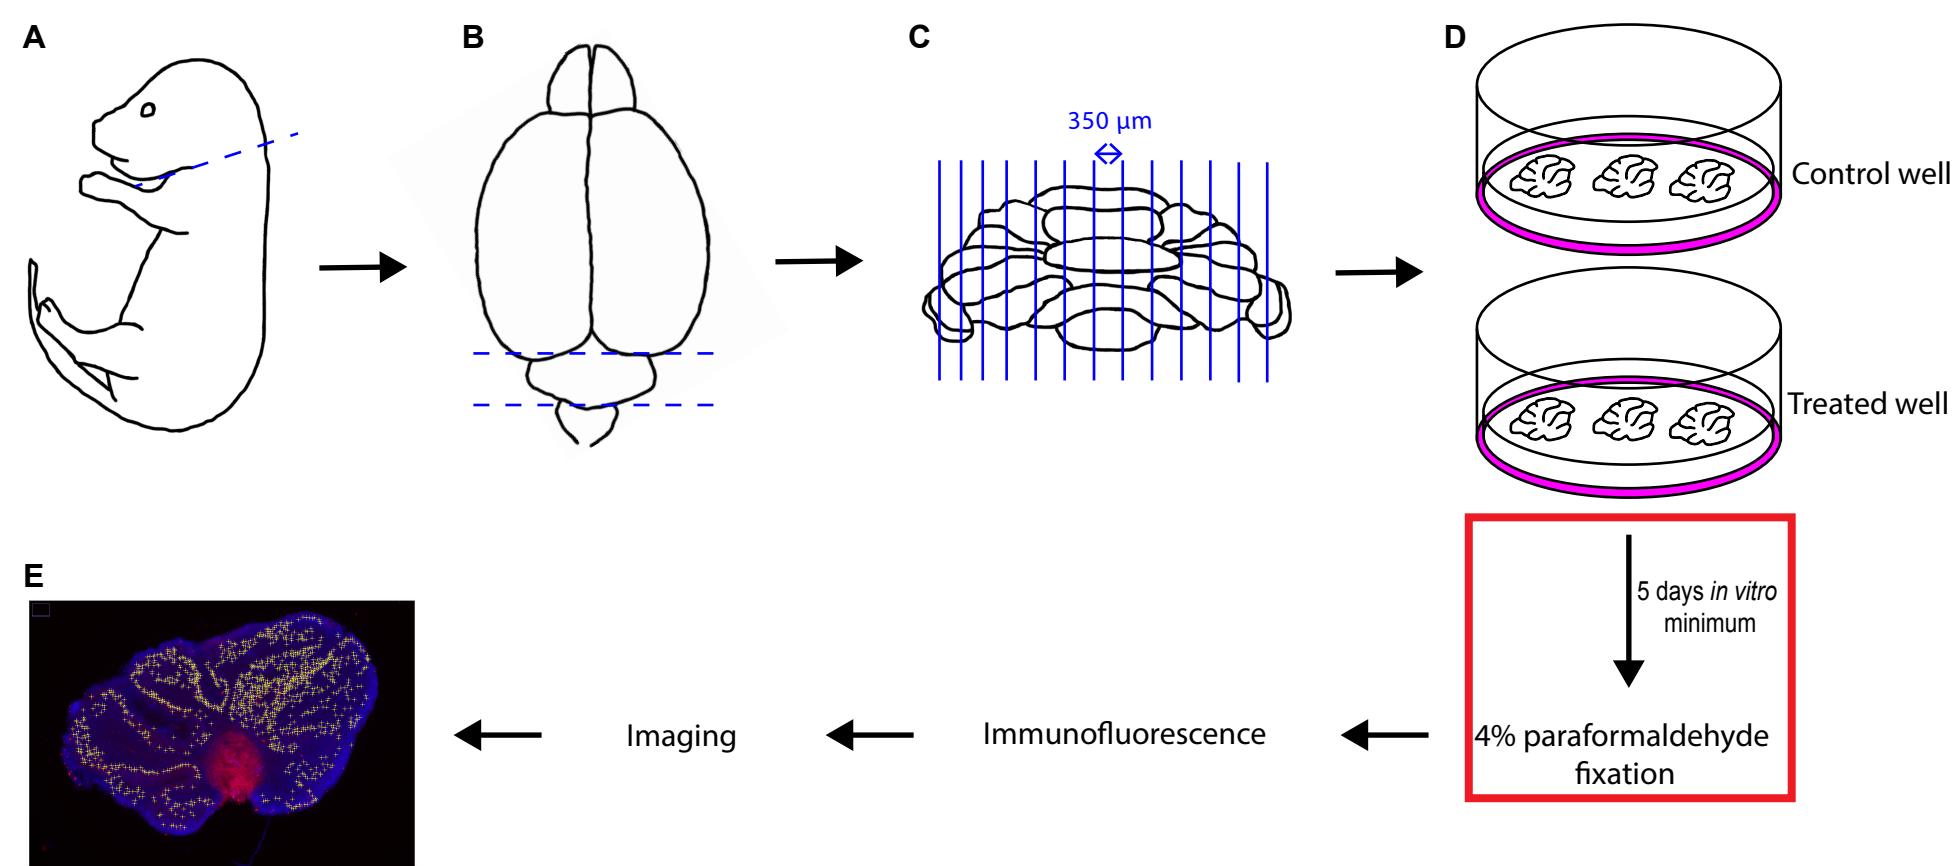 A
B
C
D
350 µm
Control well
Treated well
5 days in vitro
minimum
4% paraformaldehyde
fixation
Immunofluorescence
Imaging
E